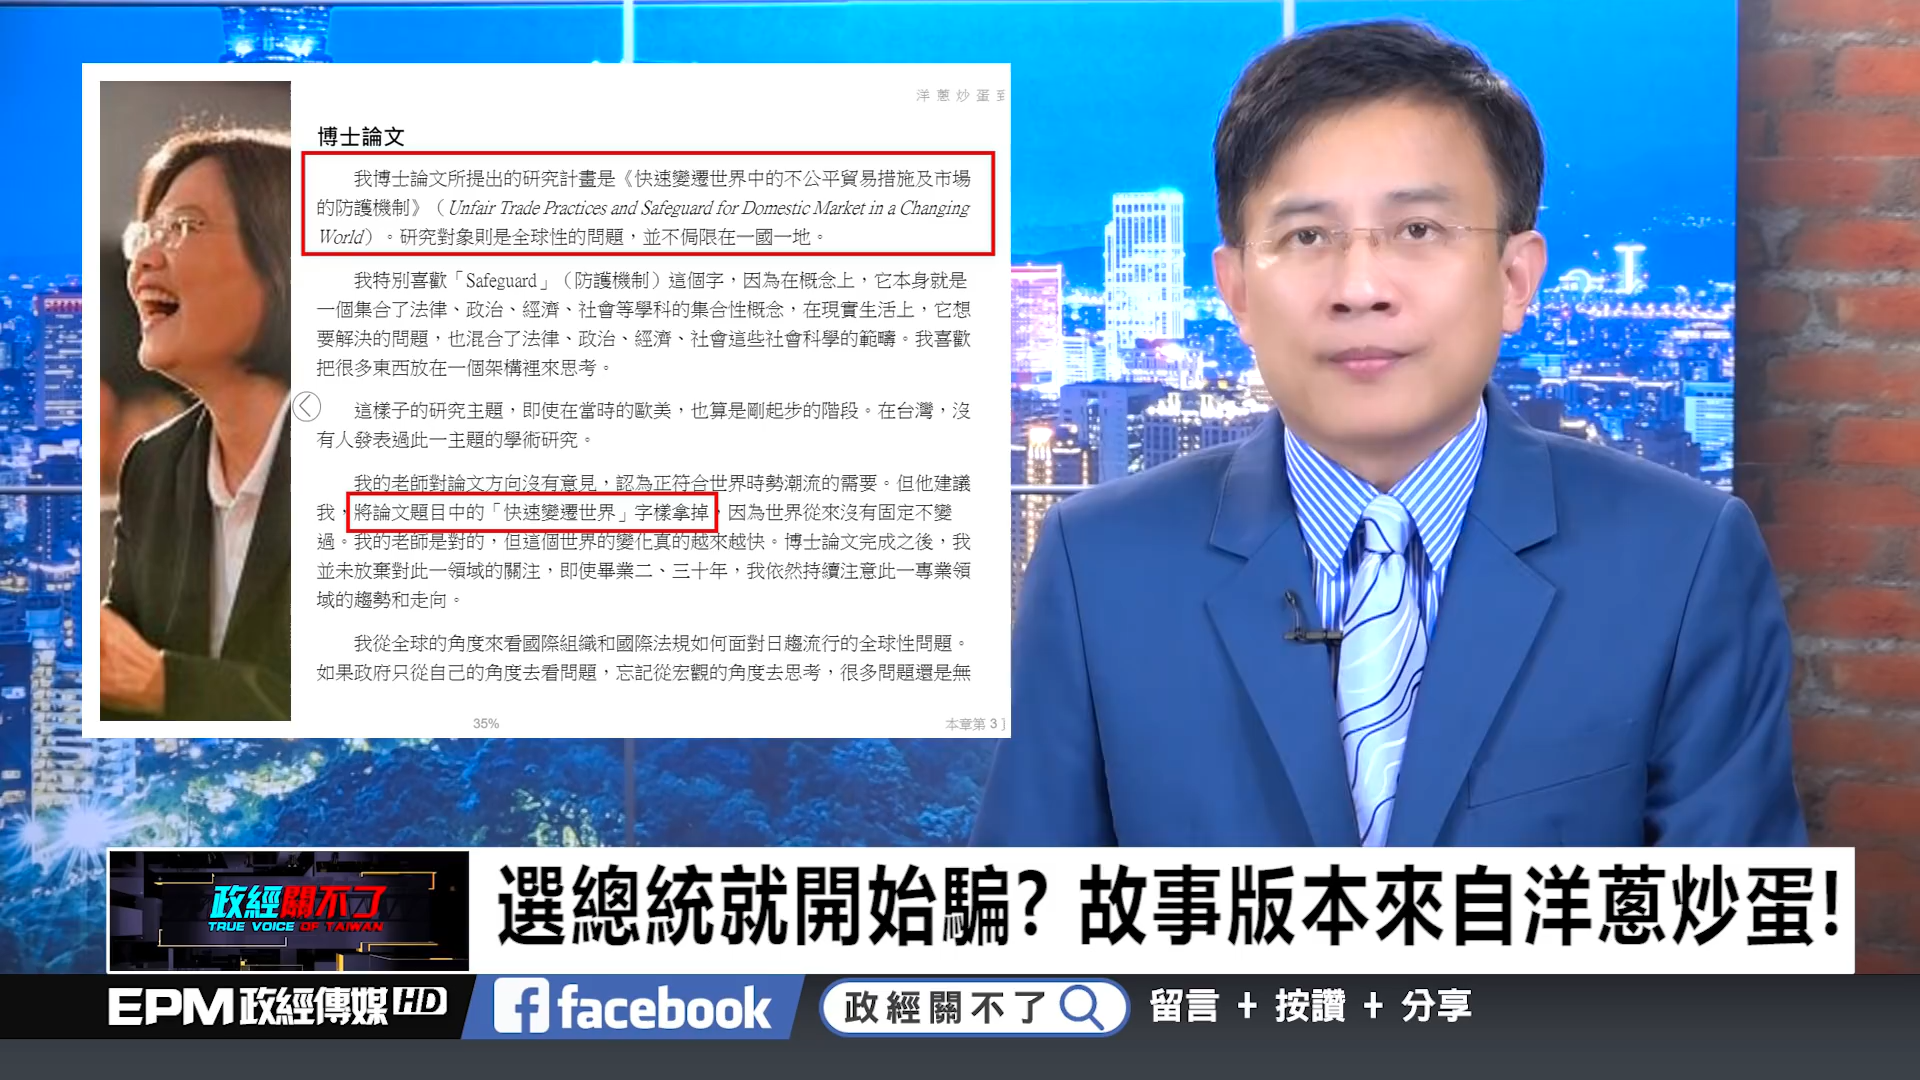 洋蔥炒蛋到
博士論文
我博士論文所提出的研究計畫是《快速變遷世界中的不公平貿易措施及市場
的防護機制》（Unfair Trade Practices and Safeguard for Domestic Market in a Changing
World）。研究對象則是全球性的問題，並不侷限在一國一地。
我特別喜歡「Safeguard」（防護機制）這個字，因為在概念上，它本身就是
一個集合了法律、政治、經濟、社會等學科的集合性概念，在現實生活上，它想
要解決的問題，也混合了法律、政治、經濟、社會這些社會科學的範疇。我喜歡
把很多東西放在一個架構裡來思考。
這樣子的研究主題，即使在當時的歐美，也算是剛起步的階段。在台灣，沒
有人發表過此一主題的學術研究。
我的老師對論文方向沒有意見，認為正符合世界時勢潮流的需要。但他建議
我，將論文題目中的「快速變遷世界」字樣拿掉，因為世界從來沒有固定不變
過。我的老師是對的，但這個世界的變化真的越來越快。博士論文完成之後，我
並未放棄對此一領域的關注，即使畢業二、三十年，我依然持續注意此一專業領
域的趨勢和走向。
我從全球的角度來看國際組織和國際法規如何面對日趨流行的全球性問題。
如果政府只從自己的角度去看問題，忘記從宏觀的角度去思考，很多問題還是無
35%
本章第 3
政經關不了
TRUE VOICE OF TAIWAN
選總統就開始騙? 故事版本來自洋蔥炒蛋!
EPM政經傳媒HD
facebook
政經關不了
留言 + 按讚 + 分享